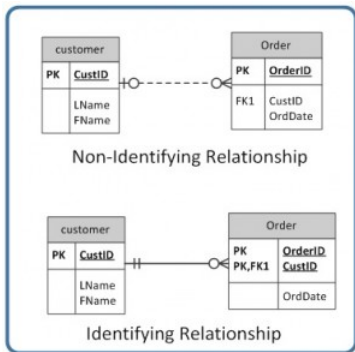 customer
PK CustID
LName
FName
Order
PK OrderID
FK1 CustID
OrdDate
Non-Identifying Relationship
customer
PK CustID
LName
FName
Order
PK OrderID
PK,FK1 CustID
OrdDate
Identifying Relationship